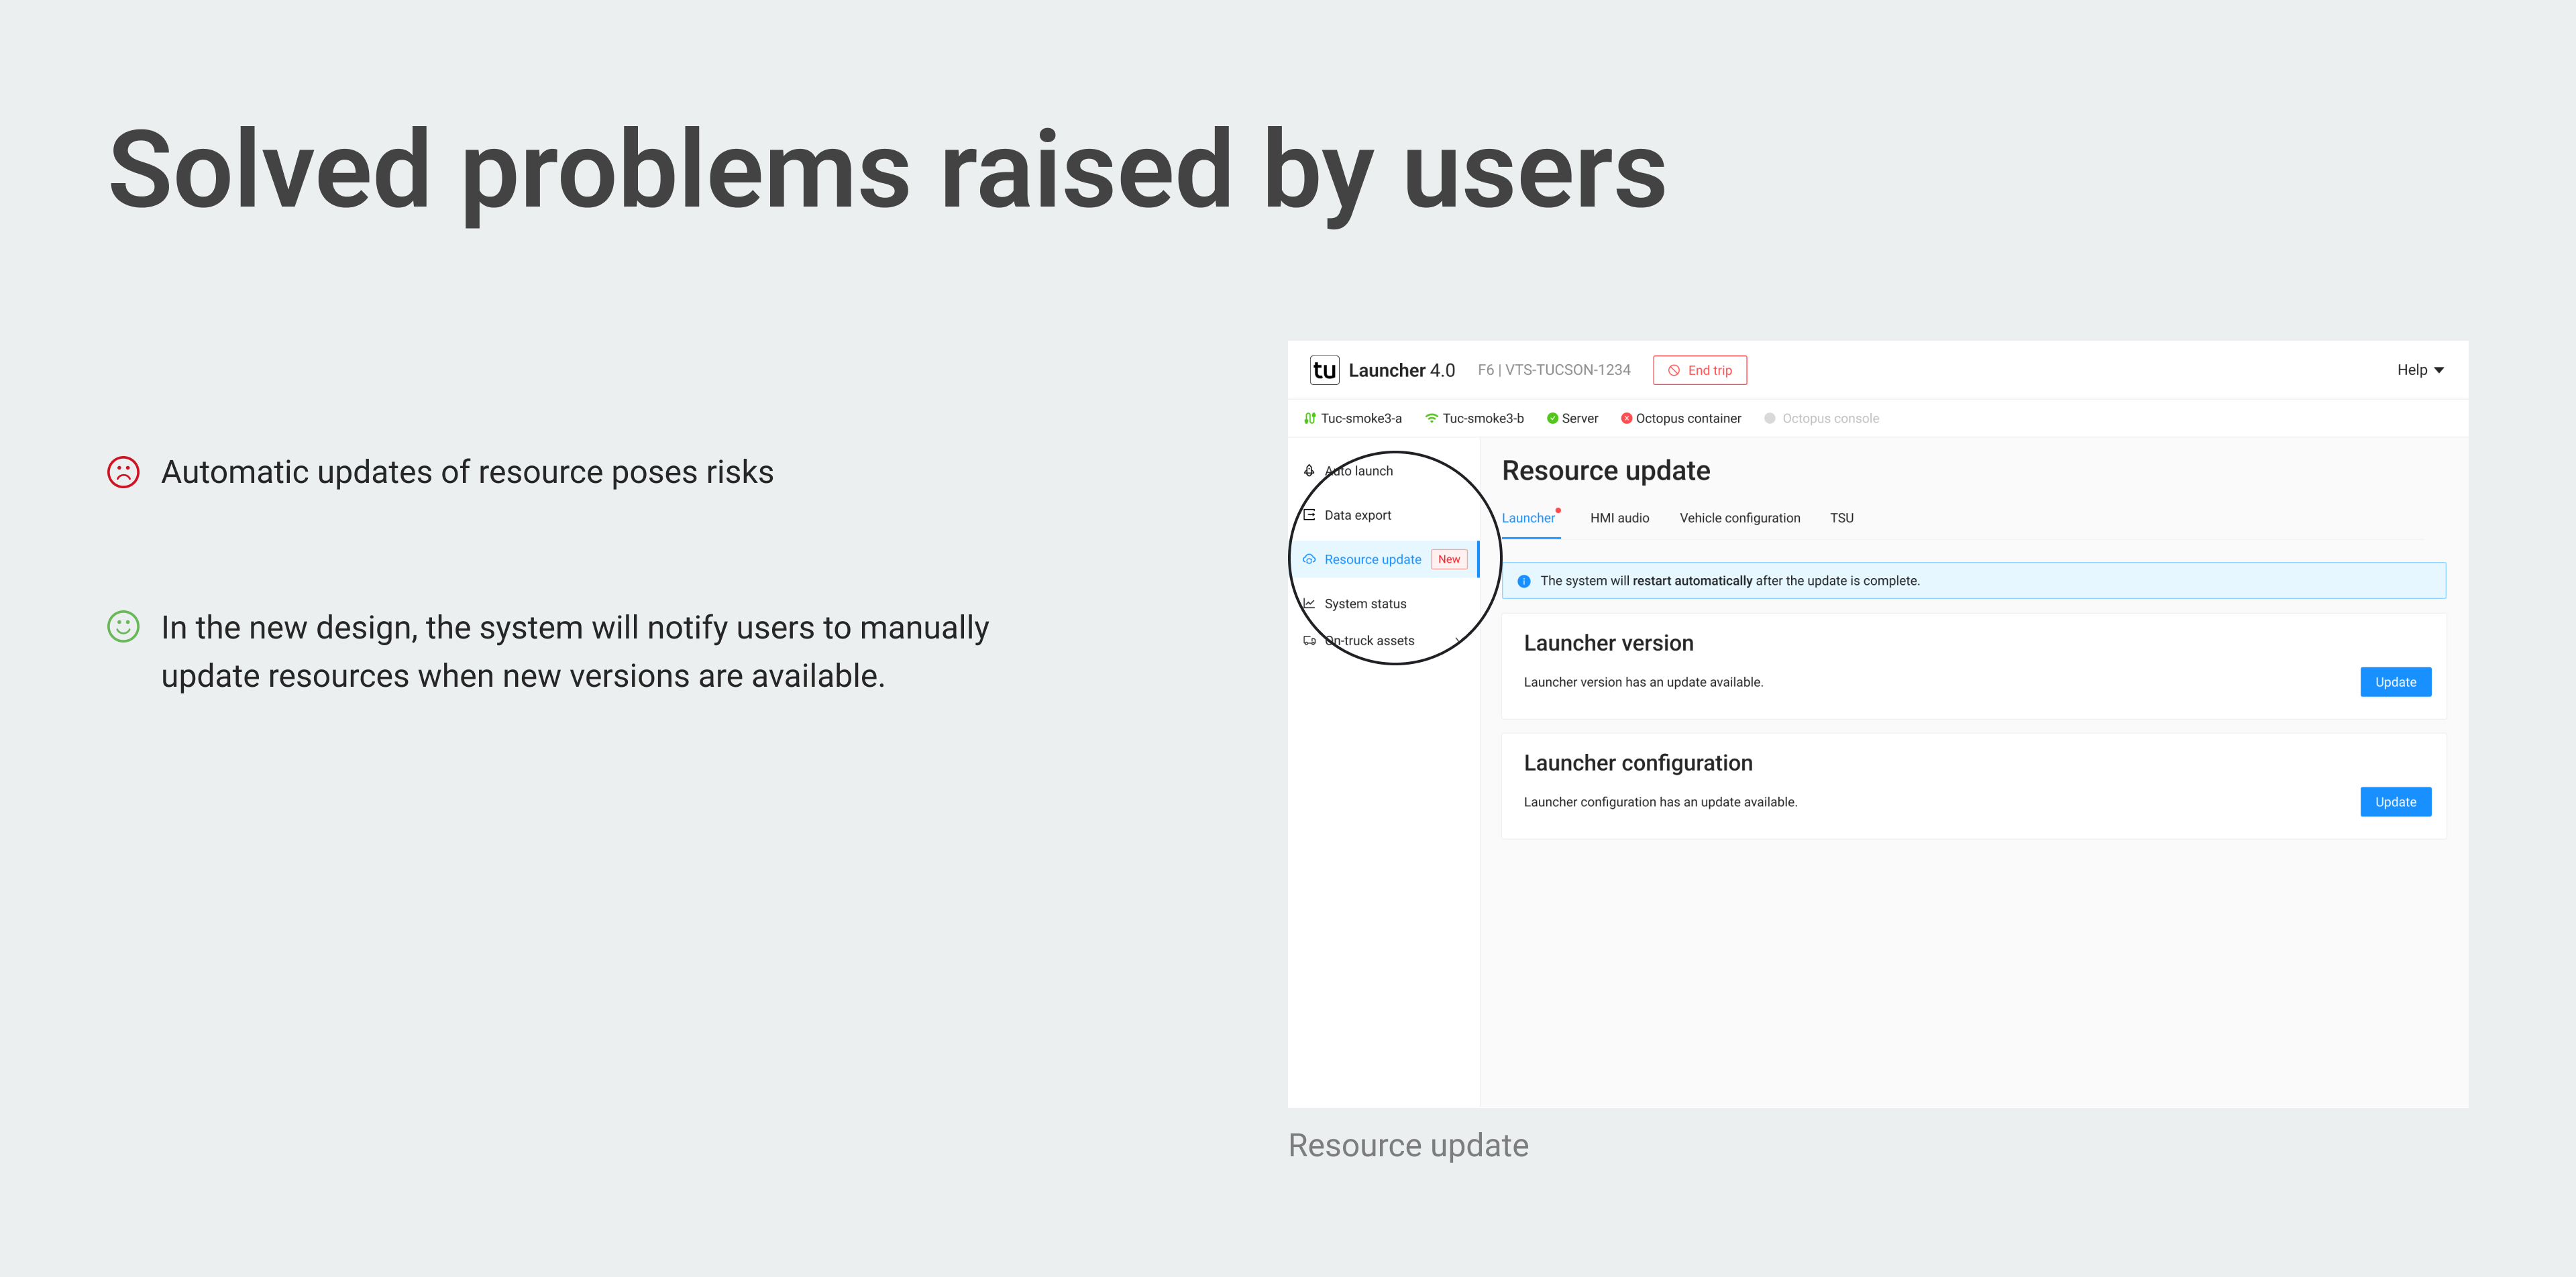 Solved problems raised by users
Automatic updates of resource poses risks
In the new design, the system will notify users to manually
update resources when new versions are available.
tu Launcher 4.0 F6 | VTS-TUCSON-1234 End trip Help
Tuc-smoke3-a Tuc-smoke3-b Server Octopus container Octopus console
Auto launch
Data export
Resource update New
System status
On-truck assets
Resource update
Launcher HMI audio Vehicle configuration TSU
The system will restart automatically after the update is complete.
Launcher version
Launcher version has an update available.
Update
Launcher configuration
Launcher configuration has an update available.
Update
Resource update